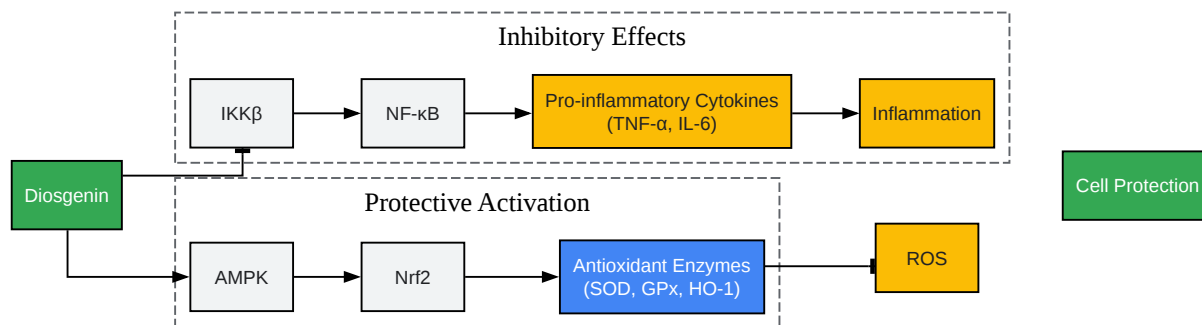 Inhibitory Effects
IKKβ
NF-κB
Pro-inflammatory Cytokines
(TNF-α, IL-6)
Inflammation
Diosgenin
Cell Protection
Protective Activation
AMPK
Nrf2
Antioxidant Enzymes
(SOD, GPx, HO-1)
ROS